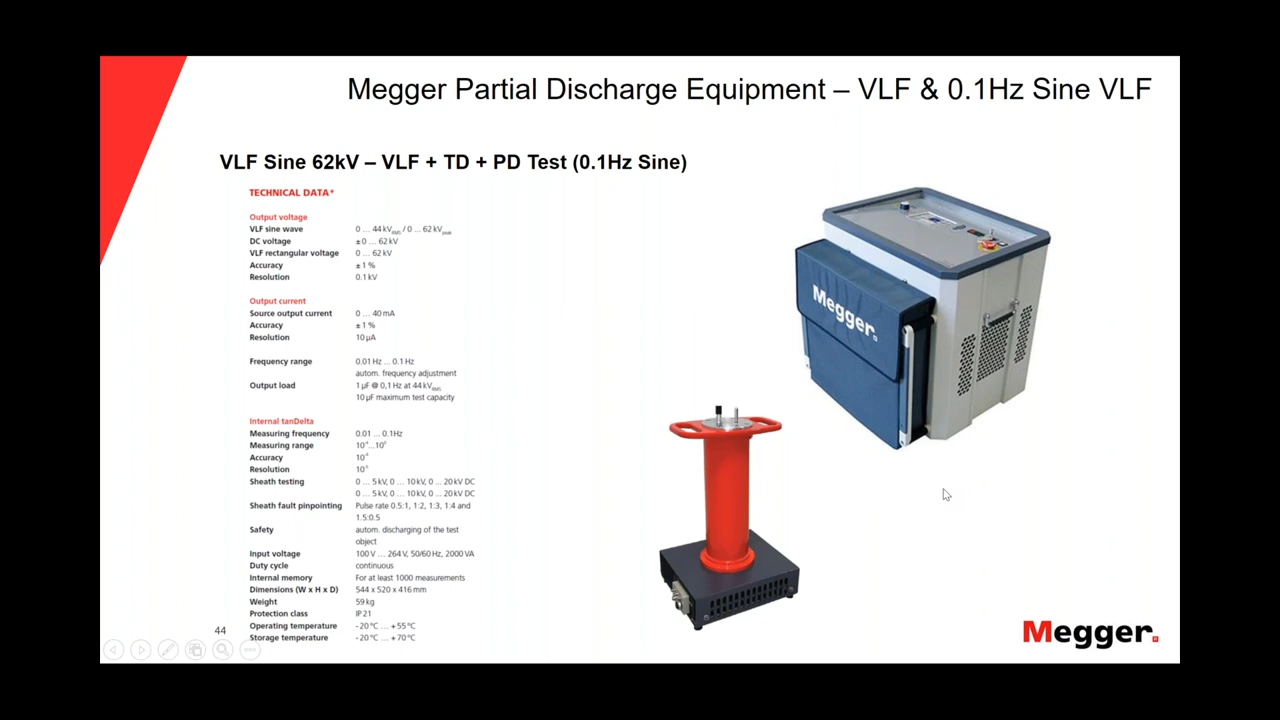 Megger Partial Discharge Equipment – VLF & 0.1Hz Sine VLF
VLF Sine 62kV – VLF + TD + PD Test (0.1Hz Sine)
TECHNICAL DATA*
Output voltage
VLF sine wave 0 ... 44 kVRMS / 0 ... 62 kVpeak
DC voltage ± 0 ... 62 kV
VLF rectangular voltage 0 ... 62 kV
Accuracy ± 1 %
Resolution 0.1 kV
Output current
Source output current 0 ... 40 mA
Accuracy ± 1 %
Resolution 10 µA
Frequency range 0.01 Hz ... 0.1 Hz
autom. frequency adjustment
Output load 1 µF @ 0,1 Hz at 44 kVRMS
10 µF maximum test capacity
Internal tanDelta
Measuring frequency 0.01 ... 0.1Hz
Measuring range
Accuracy
Resolution
Sheath testing 0 ... 5 kV, 0 ... 10 kV, 0 ... 20 kV DC
0 ... 5 kV, 0 ... 10 kV, 0 ... 20 kV DC
Sheath fault pinpointing Pulse rate 0.5:1, 1:2, 1:3, 1:4 and
1.5:0.5
Safety autom. discharging of the test
object
Input voltage 100 V ... 264 V, 50/60 Hz, 2000 VA
Duty cycle continuous
Internal memory For at least 1000 measurements
Dimensions (W x H x D) 544 x 520 x 416 mm
Weight 59 kg
Protection class IP 21
Operating temperature - 20 °C ... + 55 °C
Storage temperature - 20 °C ... + 70 °C
Megger.
44
Megger.